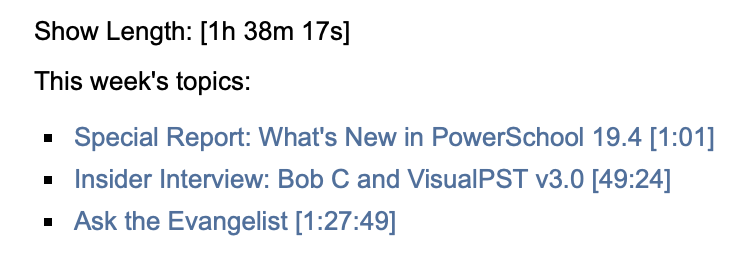 Show Length: [1h 38m 17s]
This week's topics:
Special Report: What's New in PowerSchool 19.4 [1:01]
Insider Interview: Bob C and VisualPST v3.0 [49:24]
Ask the Evangelist [1:27:49]